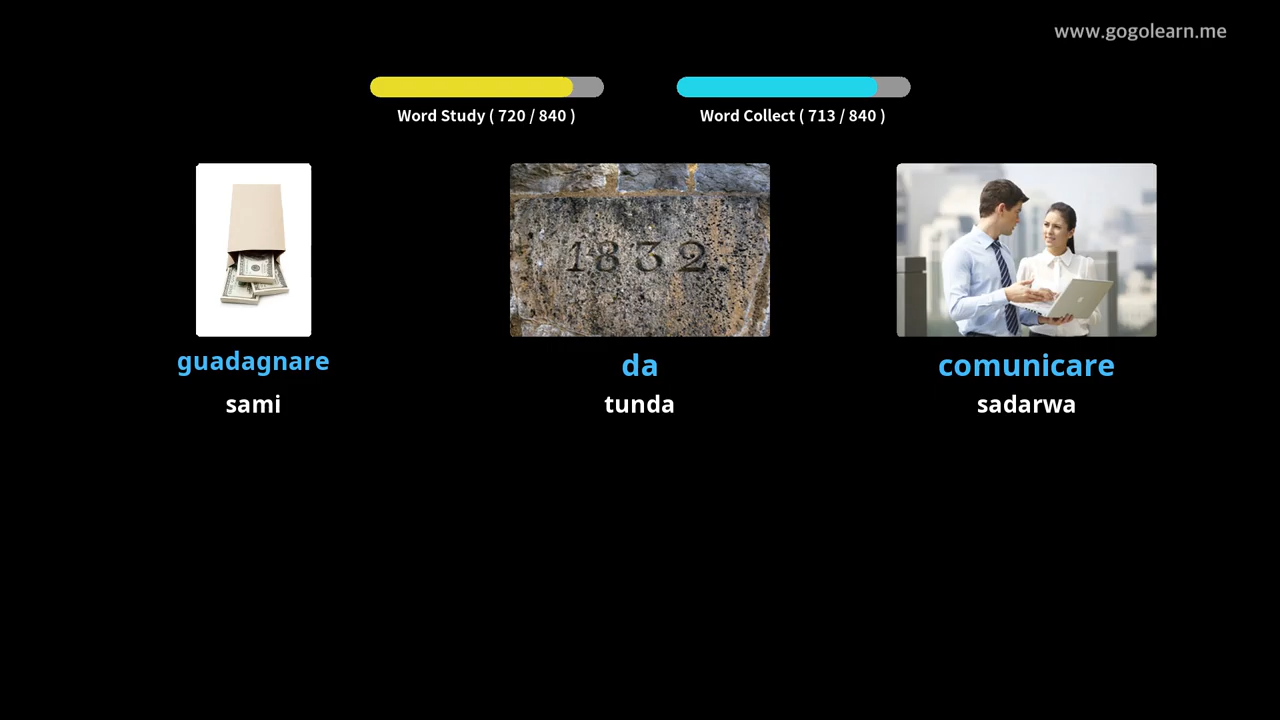 www.gogolearn.me
Word Study ( 720 / 840 )
Word Collect ( 713 / 840 )
1832.
guadagnare
da
comunicare
sami
tunda
sadarwa